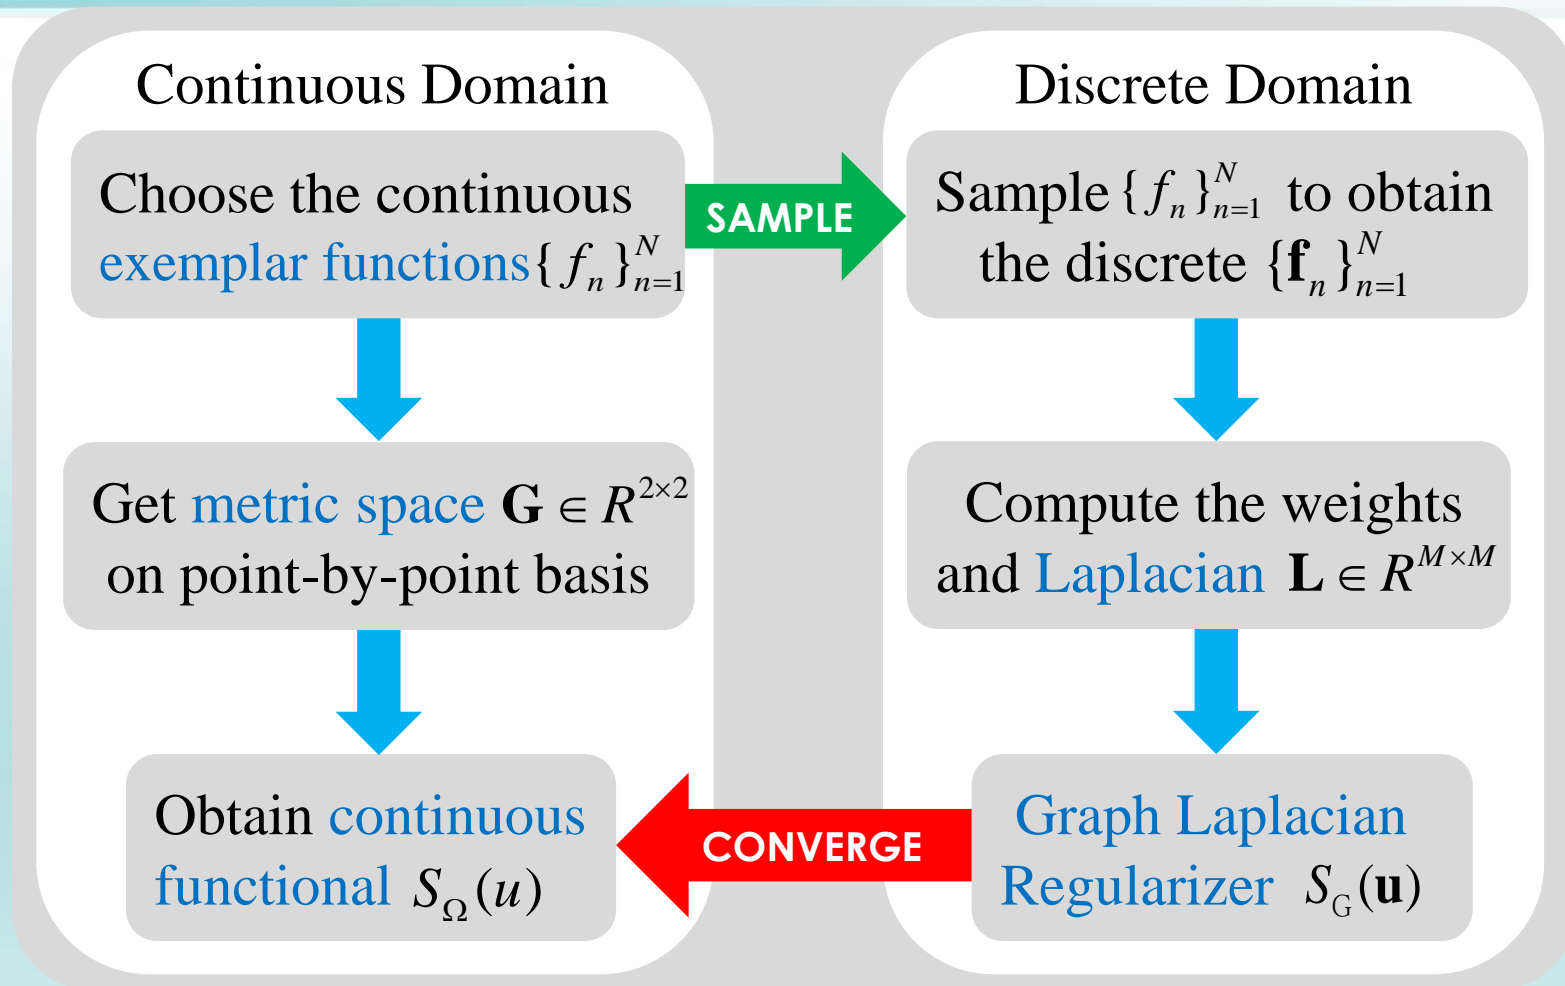 Continuous Domain
Choose the continuous
exemplar functions {f_n}_{n=1}^N
Get metric space G ∈ R^{2×2}
on point-by-point basis
Obtain continuous
functional S_Ω(u)
SAMPLE
CONVERGE
Discrete Domain
Sample {f_n}_{n=1}^N to obtain
the discrete {𝐟_n}_{n=1}^N
Compute the weights
and Laplacian L ∈ R^{M×M}
Graph Laplacian
Regularizer S_G(𝐮)